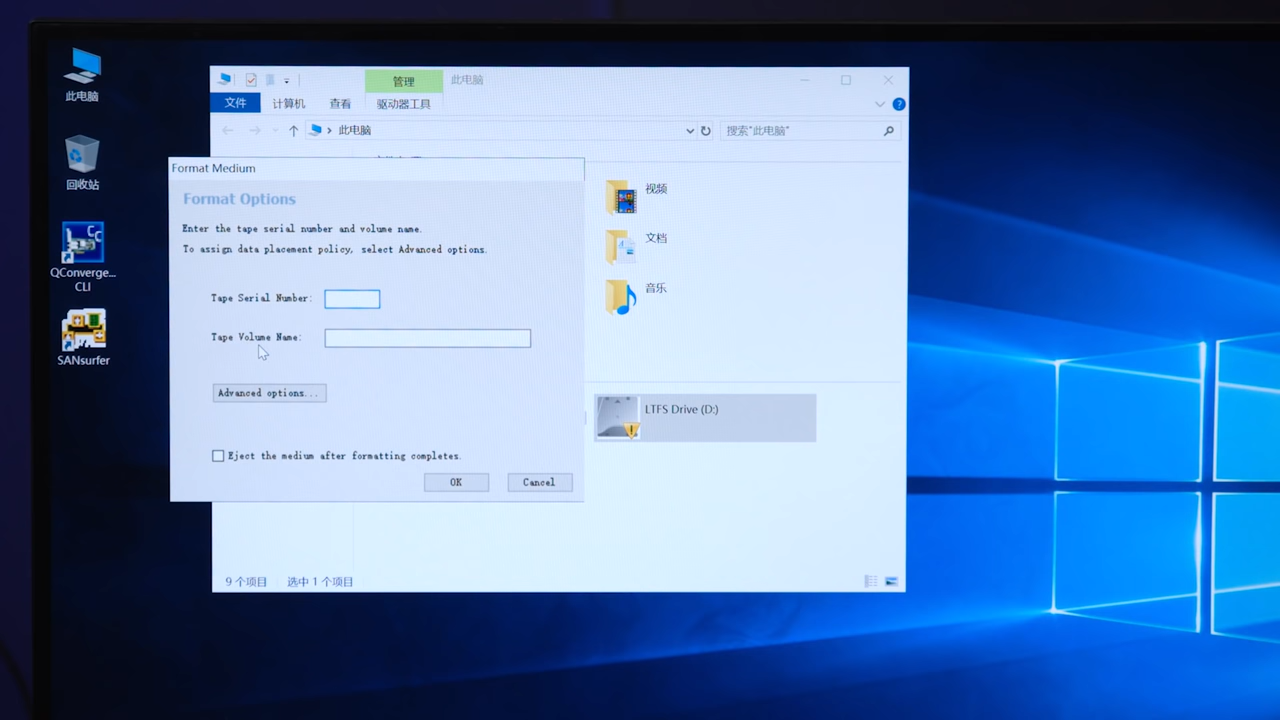 此电脑
回收站
QConverge...
CLI
SANsurfer
管理
此电脑
文件
计算机
查看
驱动器工具
此电脑
搜索"此电脑"
Format Medium
Format Options
Enter the tape serial number and volume name.
To assign data placement policy, select Advanced options.
Tape Serial Number:
Tape Volume Name:
Advanced options...
Eject the medium after formatting completes.
OK
Cancel
视频
文档
音乐
LTFS Drive (D:)
9 个项目
选中 1 个项目